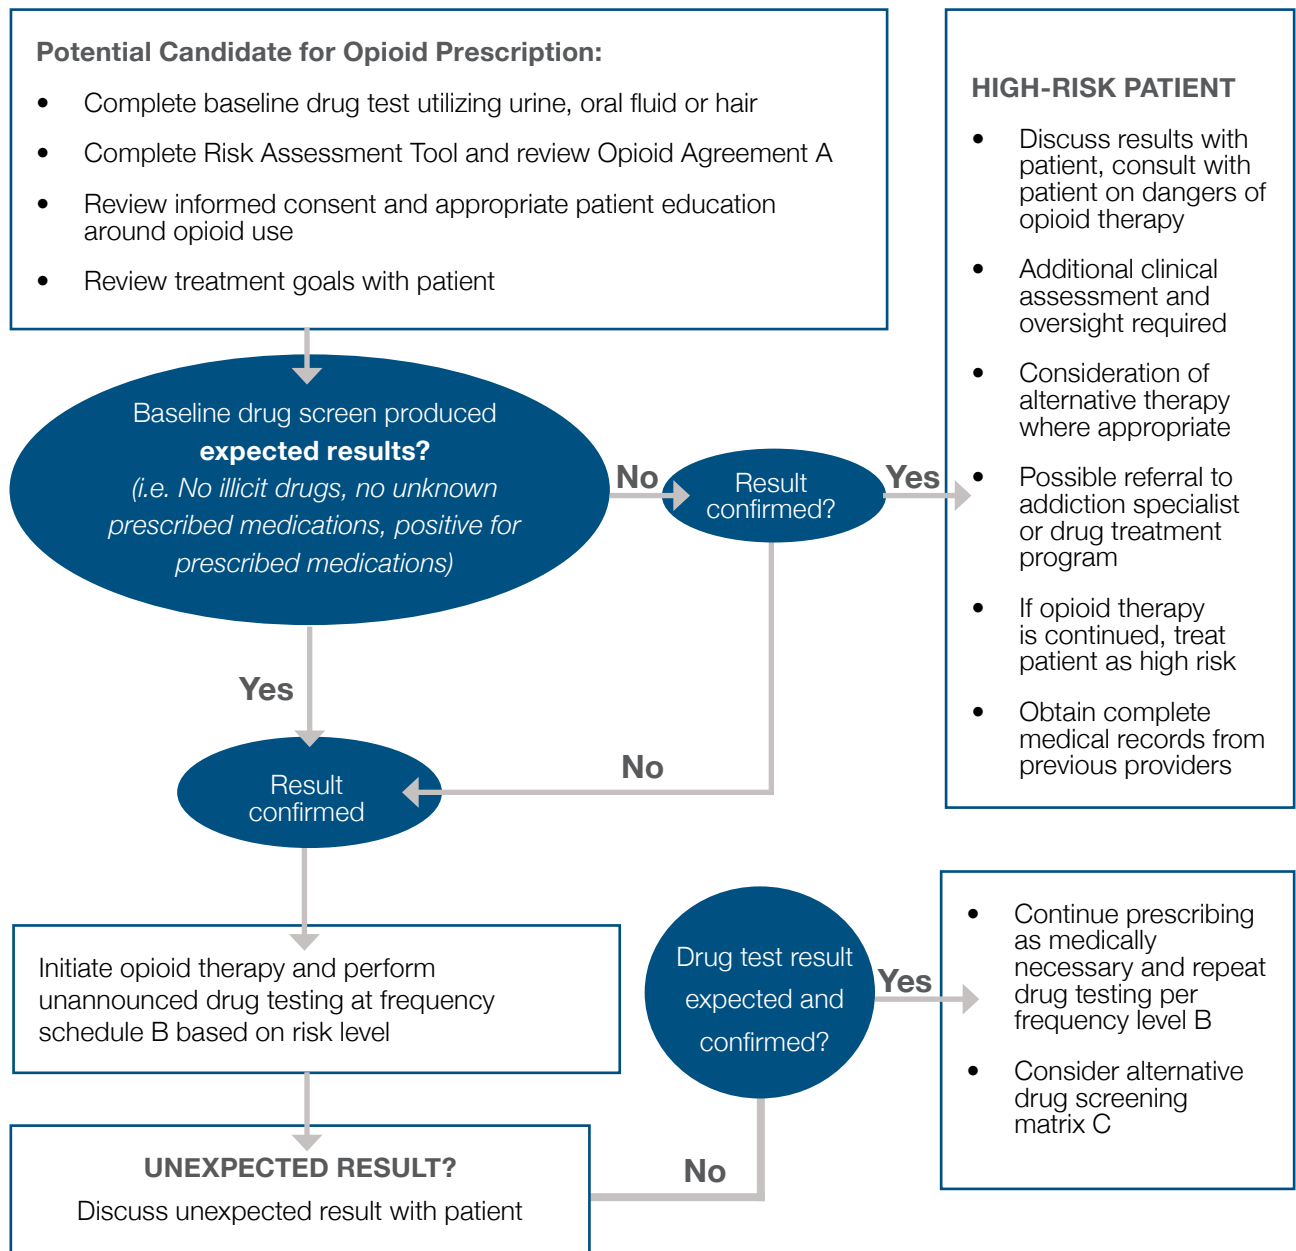 Potential Candidate for Opioid Prescription:
• Complete baseline drug test utilizing urine, oral fluid or hair
• Complete Risk Assessment Tool and review Opioid Agreement A
• Review informed consent and appropriate patient education
around opioid use
• Review treatment goals with patient
HIGH-RISK PATIENT
• Discuss results with
patient, consult with
patient on dangers of
opioid therapy
• Additional clinical
assessment and
oversight required
• Consideration of
alternative therapy
where appropriate
• Possible referral to
addiction specialist
or drug treatment
program
• If opioid therapy
is continued, treat
patient as high risk
• Obtain complete
medical records from
previous providers
Baseline drug screen produced
expected results?
(i.e. No illicit drugs, no unknown
prescribed medications, positive for
prescribed medications)
No
Result
confirmed?
Yes
Yes
No
Result
confirmed
Initiate opioid therapy and perform
unannounced drug testing at frequency
schedule B based on risk level
UNEXPECTED RESULT?
Discuss unexpected result with patient
No
Drug test result
expected and
confirmed?
Yes
• Continue prescribing
as medically
necessary and repeat
drug testing per
frequency level B
• Consider alternative
drug screening
matrix C